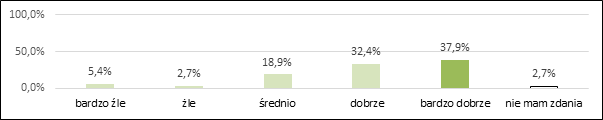 100,0%
50,0%
0,0%
5,4%
2,7%
18,9%
32,4%
37,9%
2,7%
bardzo źle
źle
średnio
dobrze
bardzo dobrze
nie mam zdania